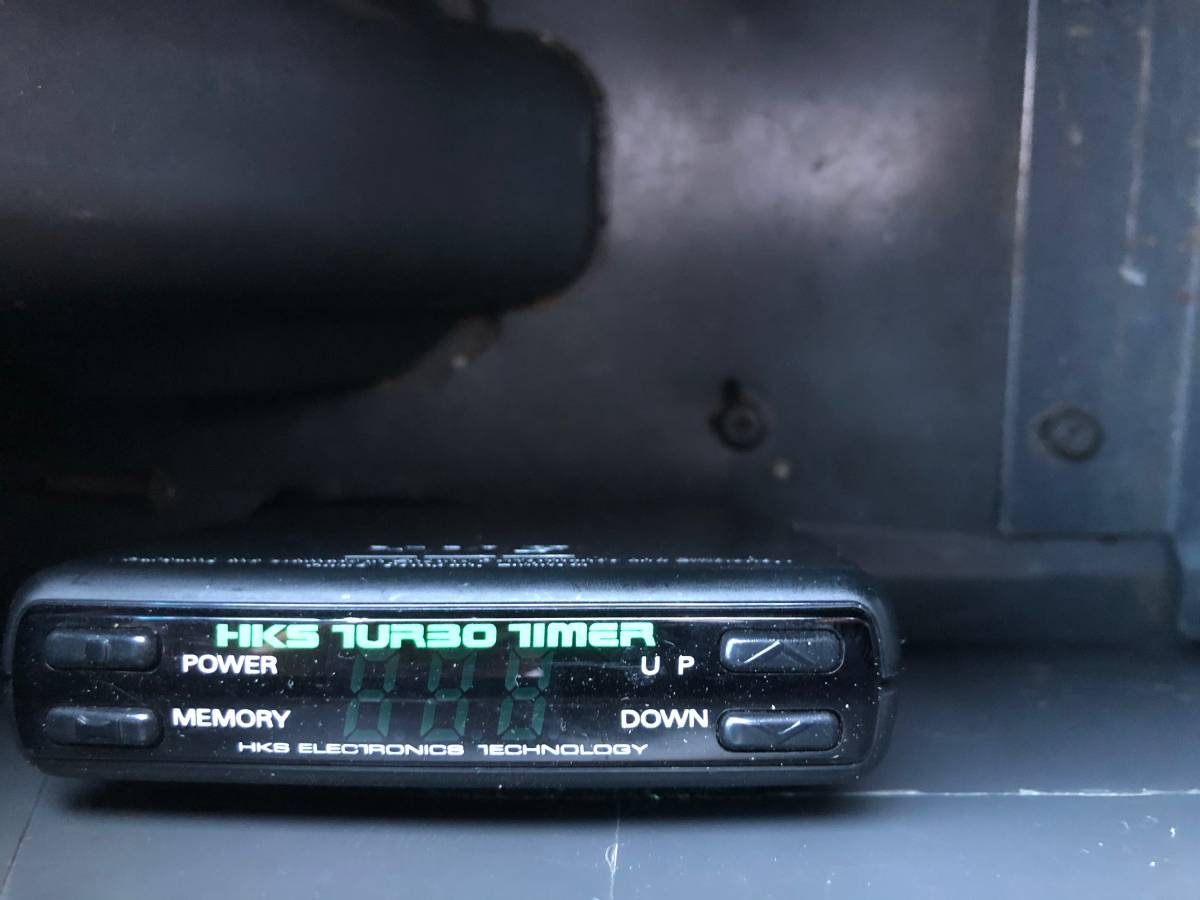 HKS TURBO TIMER
POWER
UP
MEMORY
DOWN
HKS ELECTRONICS TECHNOLOGY